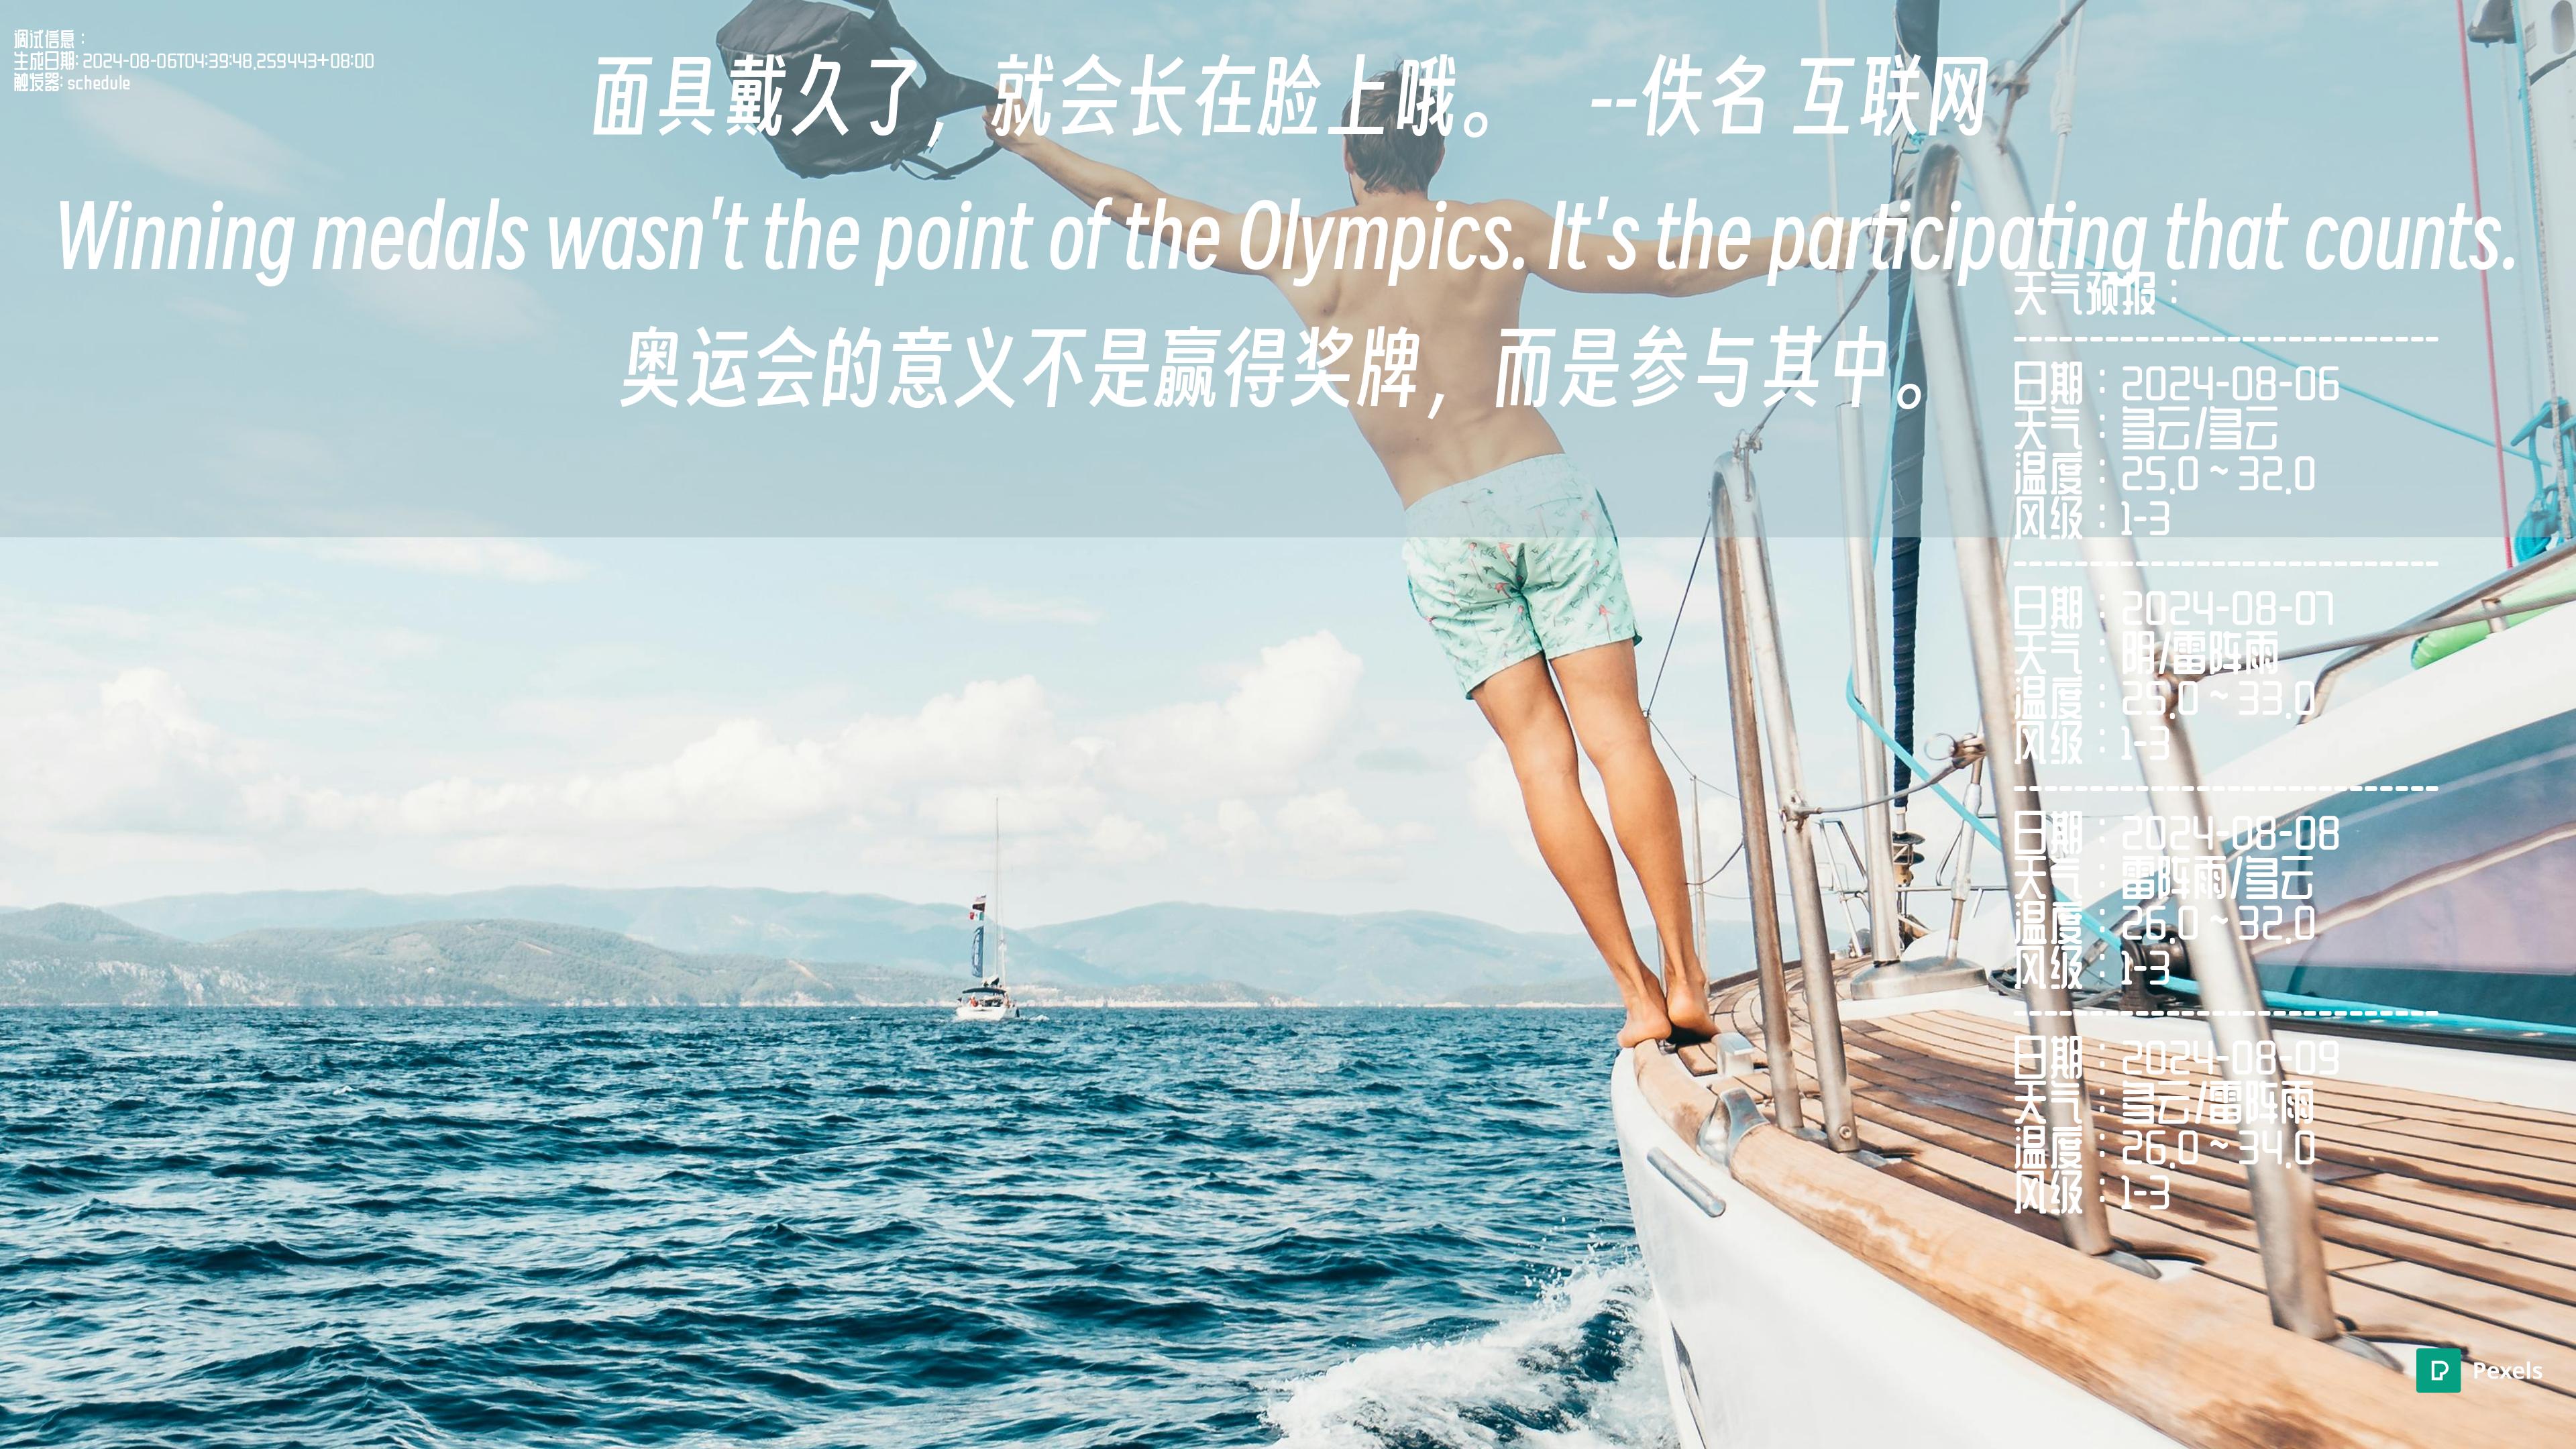 调试信息：
生成日期: 2024-08-06T04:39:48.259443+08:00
触发器: schedule
面具戴久了，就会长在脸上哦。 --佚名 互联网
Winning medals wasn't the point of the Olympics. It's the participating that counts.
奥运会的意义不是赢得奖牌，而是参与其中。
天气预报：
------------------------------
日期：2024-08-06
天气：多云/多云
温度：25.0 ~ 32.0
风级：1-3
------------------------------
日期：2024-08-07
天气：阴/雷阵雨
温度：25.0 ~ 33.0
风级：1-3
------------------------------
日期：2024-08-08
天气：雷阵雨/多云
温度：26.0 ~ 32.0
风级：1-3
------------------------------
日期：2024-08-09
天气：多云/雷阵雨
温度：26.0 ~ 34.0
风级：1-3
Pexels